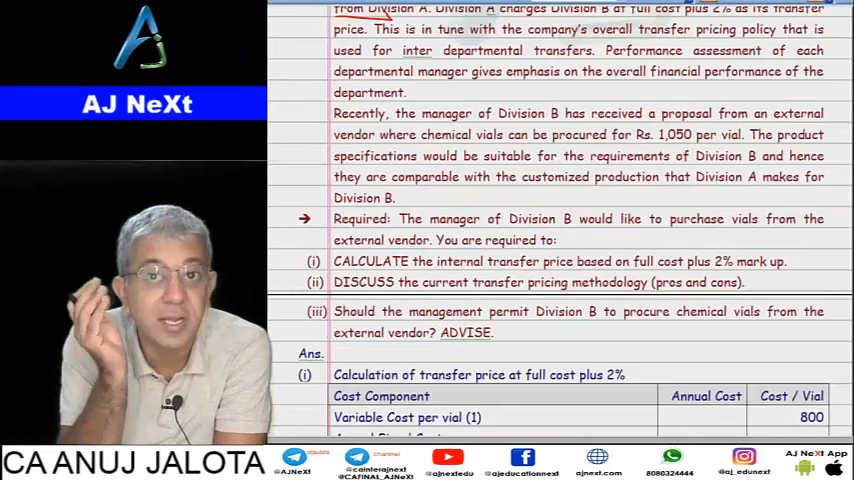 from Division A. Division A charges Division B at full cost plus 2% as its transfer
price. This is in tune with the company's overall transfer pricing policy that is
used for inter departmental transfers. Performance assessment of each
departmental manager gives emphasis on the overall financial performance of the
department.
Recently, the manager of Division B has received a proposal from an external
vendor where chemical vials can be procured for Rs. 1,050 per vial. The product
specifications would be suitable for the requirements of Division B and hence
they are comparable with the customized production that Division A makes for
Division B.
➔ Required: The manager of Division B would like to purchase vials from the
external vendor. You are required to:
(i) CALCULATE the internal transfer price based on full cost plus 2% mark up.
(ii) DISCUSS the current transfer pricing methodology (pros and cons).
(iii) Should the management permit Division B to procure chemical vials from the
external vendor? ADVISE.
Ans.
(i) Calculation of transfer price at full cost plus 2%
Cost Component Annual Cost Cost / Vial
Variable Cost per vial (1) 800
AJ NeXt
CA ANUJ JALOTA
doubts
@AJNext
channel
@cainterajnext
@CAFINAL_AJNEXT
@ajnextedu
@ajeducationnext
ajnext.com
8080324444
@aj_edunext
AJ NeXt App